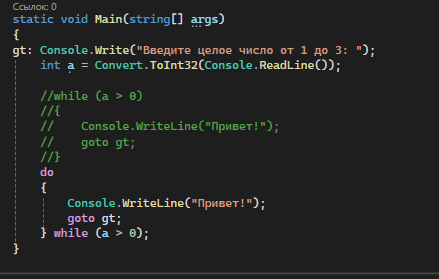 Ссылок: 0
static void Main(string[] args)
{
gt: Console.Write("Введите целое число от 1 до 3: ");
int a = Convert.ToInt32(Console.ReadLine());
//while (a > 0)
//{
//    Console.WriteLine("Привет!");
//    goto gt;
//}
do
{
Console.WriteLine("Привет!");
goto gt;
} while (a > 0);
}